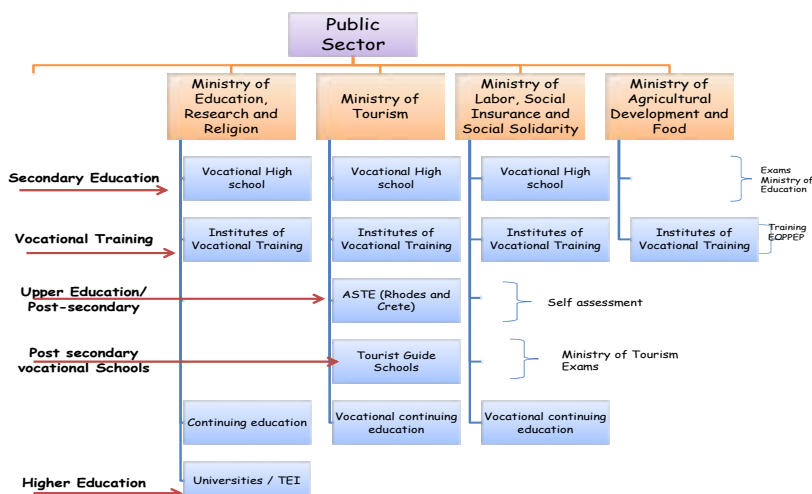 Public
Sector
Ministry of
Education,
Research and
Religion
Ministry of
Tourism
Ministry of
Labor, Social
Insurance and
Social Solidarity
Ministry of
Agricultural
Development and
Food
Secondary Education
Vocational High
school
Vocational High
school
Vocational High
school
Exams
Ministry of
Education
Vocational Training
Institutes of
Vocational Training
Institutes of
Vocational Training
Institutes of
Vocational Training
Institutes of
Vocational Training
Training
EOPPEP
Upper Education/
Post-secondary
ASTE (Rhodes and
Crete)
Self assessment
Post secondary
vocational Schools
Tourist Guide
Schools
Ministry of Tourism
Exams
Continuing education
Vocational continuing
education
Vocational continuing
education
Higher Education
Universities / TEI